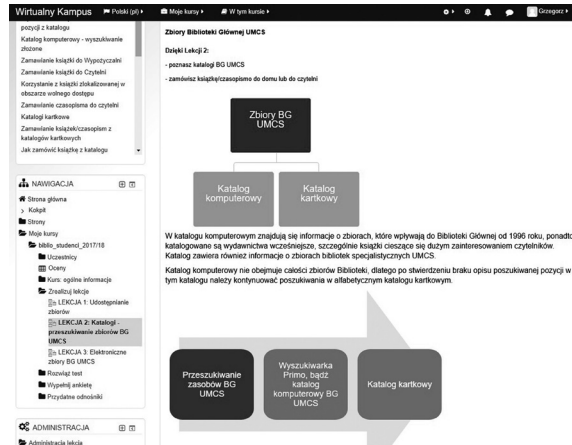 Wirtualny Kampus Polski (pl) Moje kursy W tym kursie Grzegorz
pozycji z katalogu
Katalog komputerowy - wyszukiwanie
złożone
Zamawianie książki do Wypożyczalni
Zamawianie książki do Czytelni
Korzystanie z książki zlokalizowanej w
obszarze wolnego dostępu
Zamawianie czasopisma do czytelni
Katalogi kartkowe
Zamawianie książek/czasopism z
katalogów kartkowych
Jak zamówić książkę z katalogu
NAWIGACJA
Strona główna
Kokpit
Strony
Moje kursy
biblio_studenci_2017/18
Uczestnicy
Oceny
Kurs: ogólne informacje
Zrealizuj lekcje
LEKCJA 1: Udostępnianie
zbiorów
LEKCJA 2: Katalogi -
przeszukiwanie zbiorów BG
UMCS
LEKCJA 3: Elektroniczne
zbiory BG UMCS
Rozwiąż test
Wypełnij ankietę
Przydatne odnośniki
ADMINISTRACJA
Administracja lekcją
Zbiory Biblioteki Głównej UMCS
Dzięki Lekcji 2:
- poznasz katalogi BG UMCS
- zamówisz książkę/czasopismo do domu lub do czytelni
Zbiory BG
UMCS
Katalog
komputerowy
Katalog
kartkowy
W katalogu komputerowym znajdują się informacje o zbiorach, które wpływają do Biblioteki Głównej od 1996 roku, ponadto
katalogowane są wydawnictwa wcześniejsze, szczególnie książki cieszące się dużym zainteresowaniem czytelników.
Katalog zawiera również informacje o zbiorach bibliotek specjalistycznych UMCS.
Katalog komputerowy nie obejmuje całości zbiorów Biblioteki, dlatego po stwierdzeniu braku opisu poszukiwanej pozycji w
tym katalogu należy kontynuować poszukiwania w alfabetycznym katalogu kartkowym.
Przeszukiwanie
zasobów BG
UMCS
Wyszukiwarka
Primo, bądź
katalog
komputerowy BG
UMCS
Katalog kartkowy